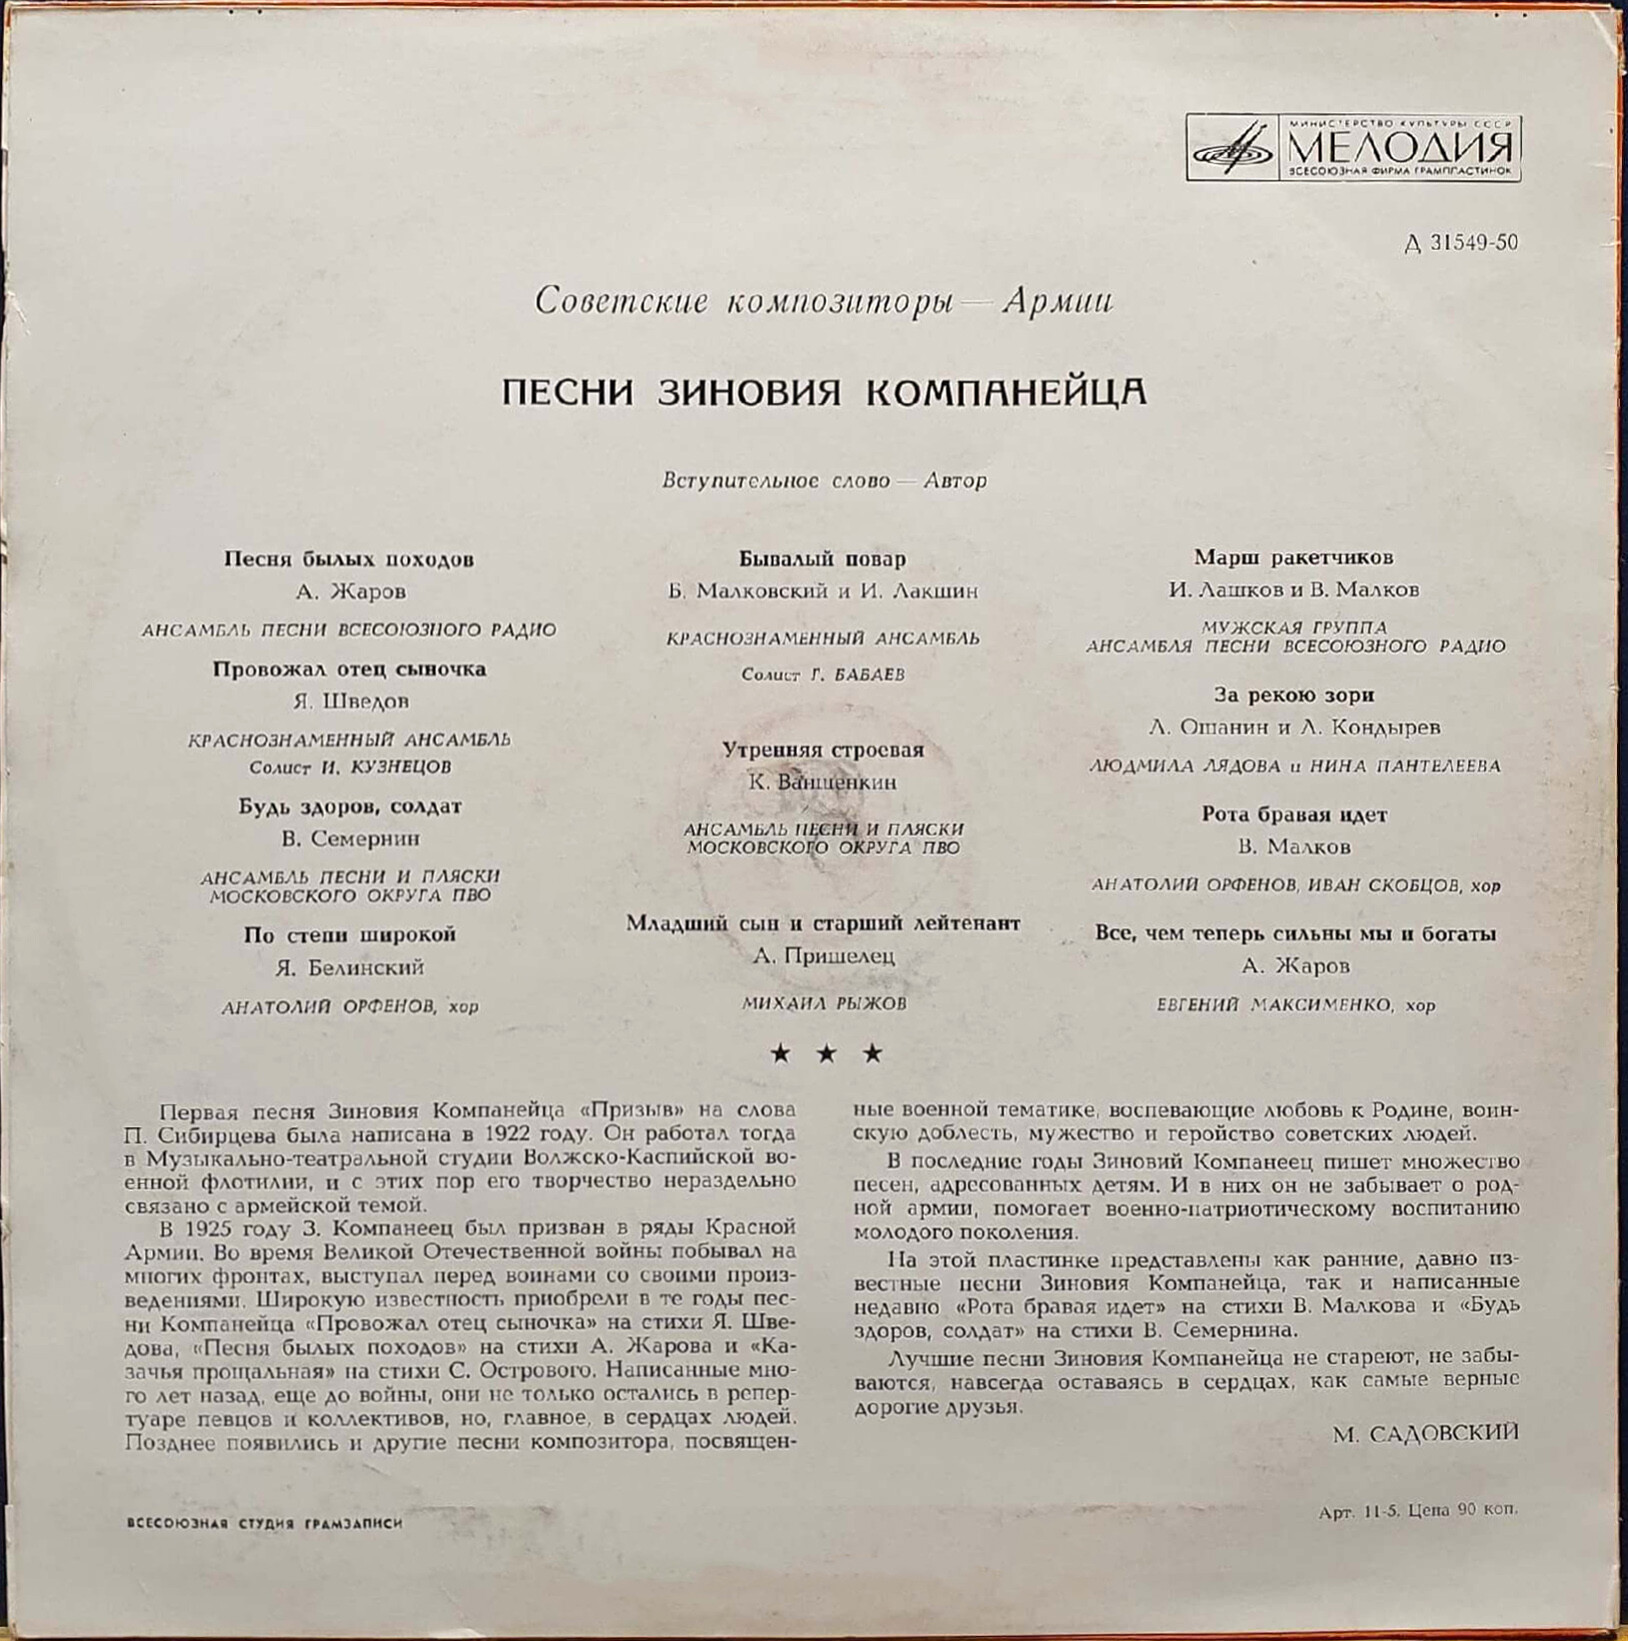 МИНИСТЕРСТВО КУЛЬТУРЫ СССР
МЕЛОДИЯ
ВСЕСОЮЗНАЯ ФИРМА ГРАМПЛАСТИНОК
Д 31549-50
Советские композиторы — Армии
ПЕСНИ ЗИНОВИЯ КОМПАНЕЙЦА
Вступительное слово — Автор
Песня былых походов
А. Жаров
АНСАМБЛЬ ПЕСНИ ВСЕСОЮЗНОГО РАДИО
Провожал отец сыночка
Я. Шведов
КРАСНОЗНАМЕННЫЙ АНСАМБЛЬ
Солист И. КУЗНЕЦОВ
Будь здоров, солдат
В. Семернин
АНСАМБЛЬ ПЕСНИ И ПЛЯСКИ
МОСКОВСКОГО ОКРУГА ПВО
По степи широкой
Я. Белинский
АНАТОЛИЙ ОРФЕНОВ, хор
Бывалый повар
Б. Малковский и И. Лакшин
КРАСНОЗНАМЕННЫЙ АНСАМБЛЬ
Солист Г. БАБАЕВ
Утренняя строевая
К. Ваншенкин
АНСАМБЛЬ ПЕСНИ И ПЛЯСКИ
МОСКОВСКОГО ОКРУГА ПВО
Младший сын и старший лейтенант
А. Пришелец
МИХАИЛ РЫЖОВ
Марш ракетчиков
И. Лашков и В. Малков
МУЖСКАЯ ГРУППА
АНСАМБЛЯ ПЕСНИ ВСЕСОЮЗНОГО РАДИО
За рекою зори
Л. Ошанин и Л. Кондырев
ЛЮДМИЛА ЛЯДОВА и НИНА ПАНТЕЛЕЕВА
Рота бравая идет
В. Малков
АНАТОЛИЙ ОРФЕНОВ, ИВАН СКОБЦОВ, хор
Все, чем теперь сильны мы и богаты
А. Жаров
ЕВГЕНИЙ МАКСИМЕНКО, хор
★ ★ ★
Первая песня Зиновия Компанейца «Призыв» на слова
П. Сибирцева была написана в 1922 году. Он работал тогда
в Музыкально-театральной студии Волжско-Каспийской во-
енной флотилии, и с этих пор его творчество нераздельно
связано с армейской темой.
В 1925 году З. Компанеец был призван в ряды Красной
Армии. Во время Великой Отечественной войны побывал на
многих фронтах, выступал перед воинами со своими произ-
ведениями. Широкую известность приобрели в те годы пес-
ни Компанейца «Провожал отец сыночка» на стихи Я. Шве-
дова, «Песня былых походов» на стихи А. Жарова и «Ка-
зачья прощальная» на стихи С. Острового. Написанные мно-
го лет назад, еще до войны, они не только остались в репер-
туаре певцов и коллективов, но, главное, в сердцах людей.
Позднее появились и другие песни композитора, посвящен-
ные военной тематике, воспевающие любовь к Родине, воин-
скую доблесть, мужество и геройство советских людей.
В последние годы Зиновий Компанеец пишет множество
песен, адресованных детям. И в них он не забывает о род-
ной армии, помогает военно-патриотическому воспитанию
молодого поколения.
На этой пластинке представлены как ранние, давно из-
вестные песни Зиновия Компанейца, так и написанные
недавно «Рота бравая идет» на стихи В. Малкова и «Будь
здоров, солдат» на стихи В. Семернина.
Лучшие песни Зиновия Компанейца не стареют, не забы-
ваются, навсегда оставаясь в сердцах, как самые верные
дорогие друзья.
М. САДОВСКИЙ
ВСЕСОЮЗНАЯ СТУДИЯ ГРАМЗАПИСИ
Арт. 11-5. Цена 90 коп.